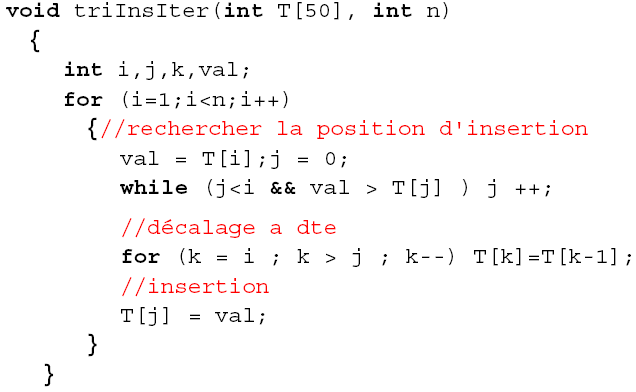 void triInsIter(int T[50], int n)
{
int i,j,k,val;
for (i=1;i<n;i++)
{//rechercher la position d'insertion
val = T[i];j = 0;
while (j<i && val > T[j] ) j ++;
//décalage a dte
for (k = i ; k > j ; k--) T[k]=T[k-1];
//insertion
T[j] = val;
}
}